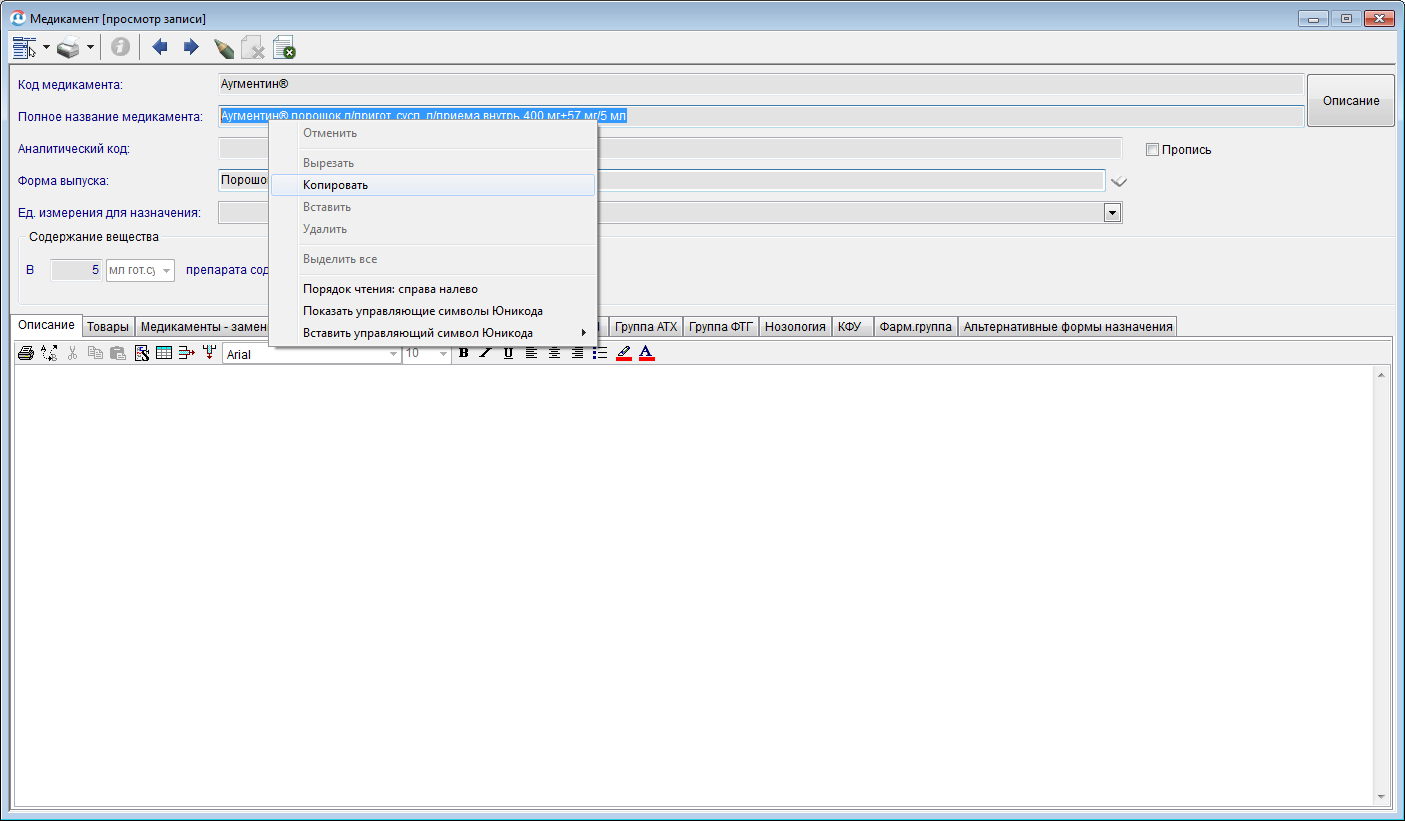 Медикамент [просмотр записи]
Код медикамента:
Аугментин®
Описание
Полное название медикамента:
Аугментин® порошок д/пригот. сусп. д/приема внутрь 400 мг+57 мг/5 мл
Аналитический код:
Пропись
Форма выпуска:
Порошо
Ед. измерения для назначения:
Содержание вещества
В
5
мл гот.су
препарата сод
Отменить
Вырезать
Копировать
Вставить
Удалить
Выделить все
Порядок чтения: справа налево
Показать управляющие символы Юникода
Вставить управляющий символ Юникода
Описание
Товары
Медикаменты - замен
Группа АТХ
Группа ФТГ
Нозология
КФУ
Фарм.группа
Альтернативные формы назначения
Arial
10
B
I
U
A